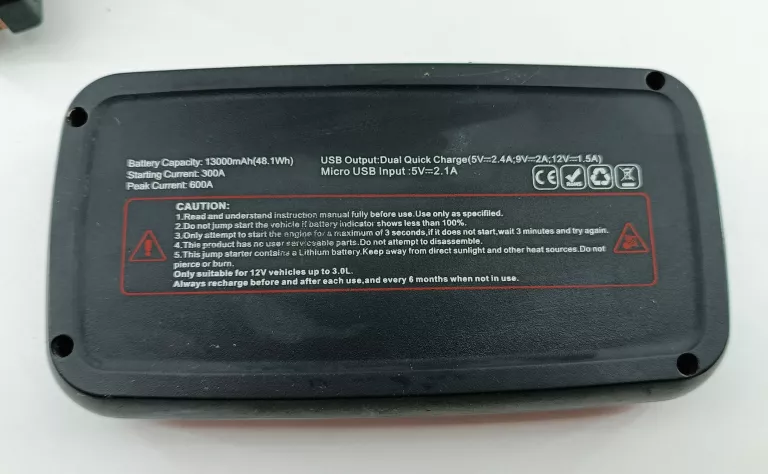 Battery Capacity: 13000mAh(48.1Wh)
Starting Current: 300A
Peak Current: 600A
USB Output:Dual Quick Charge(5V⎓2.4A;9V⎓2A;12V⎓1.5A)
Micro USB Input :5V⎓2.1A
CE
CAUTION:
1.Read and understand instruction manual fully before use.Use only as specifiled.
2.Do not jump start the vehicle if battery indicator shows less than 100%.
3.Only attempt to start the engine for a maximum of 3 seconds,if it does not start,wait 3 minutes and try again.
4.This product has no user servicsable parts.Do not attempt to disassemble.
5.This jump starter contains a Lithium battery.Keep away from direct sunlight and other heat sources.Do not
pierce or burn.
Only suitable for 12V vehicles up to 3.0L.
Always recharge before and after each use,and every 6 months when not in use.